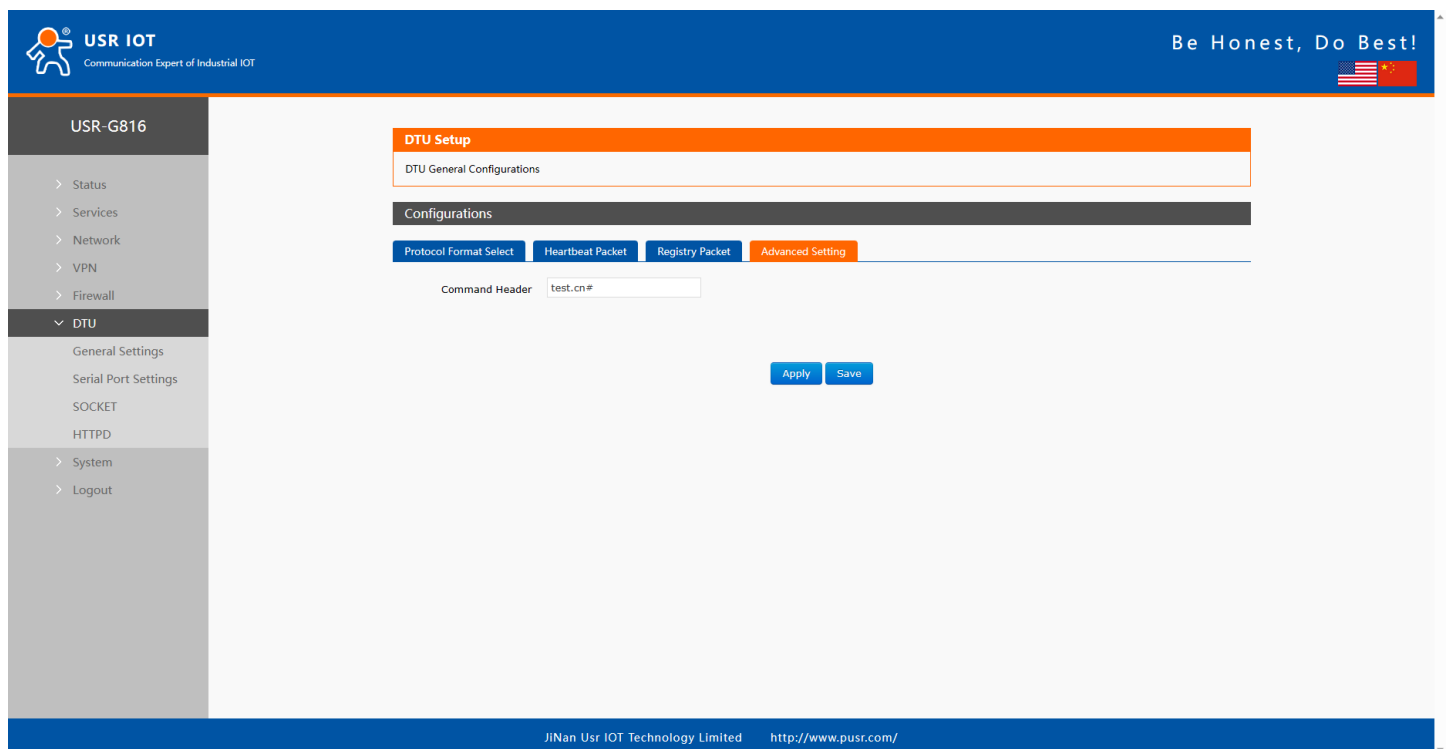 USR IOT
Communication Expert of Industrial IOT
Be Honest, Do Best!
USR-G816
Status
Services
Network
VPN
Firewall
DTU
General Settings
Serial Port Settings
SOCKET
HTTPD
System
Logout
DTU Setup
DTU General Configurations
Configurations
Protocol Format Select Heartbeat Packet Registry Packet Advanced Setting
Command Header test.cn#
Apply Save
JiNan Usr IOT Technology Limited http://www.pusr.com/